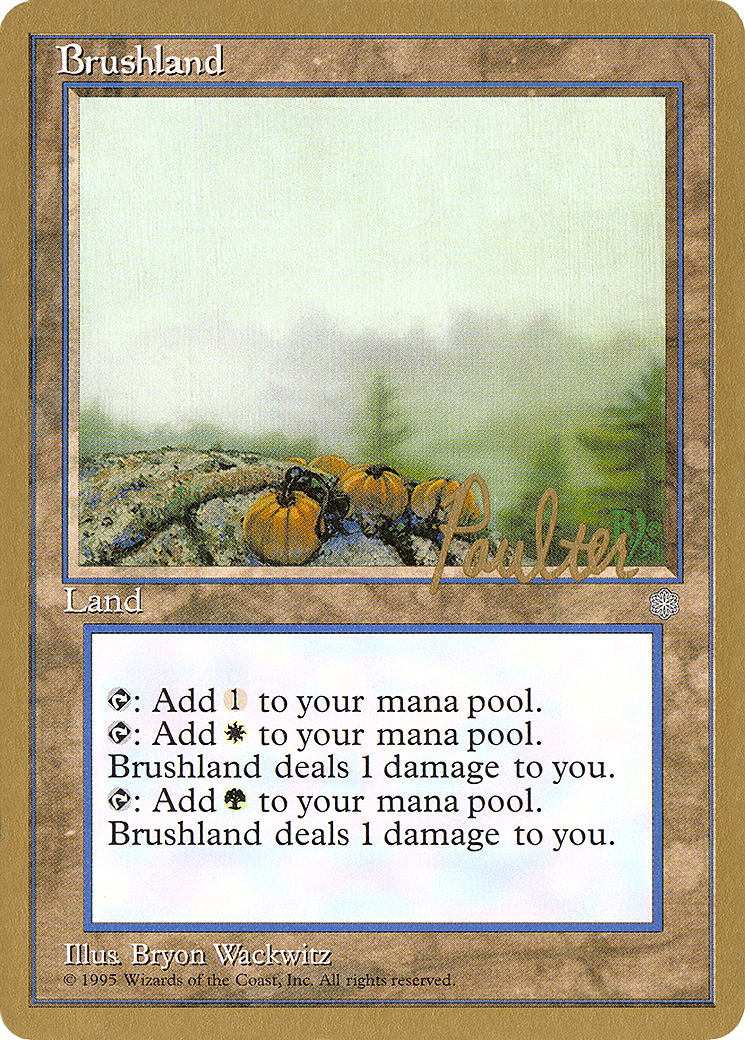 Brushland
Poulter
Land
: Add 1 to your mana pool.
: Add to your mana pool.
Brushland deals 1 damage to you.
: Add to your mana pool.
Brushland deals 1 damage to you.
Illus. Bryon Wackwitz
© 1995 Wizards of the Coast, Inc. All rights reserved.